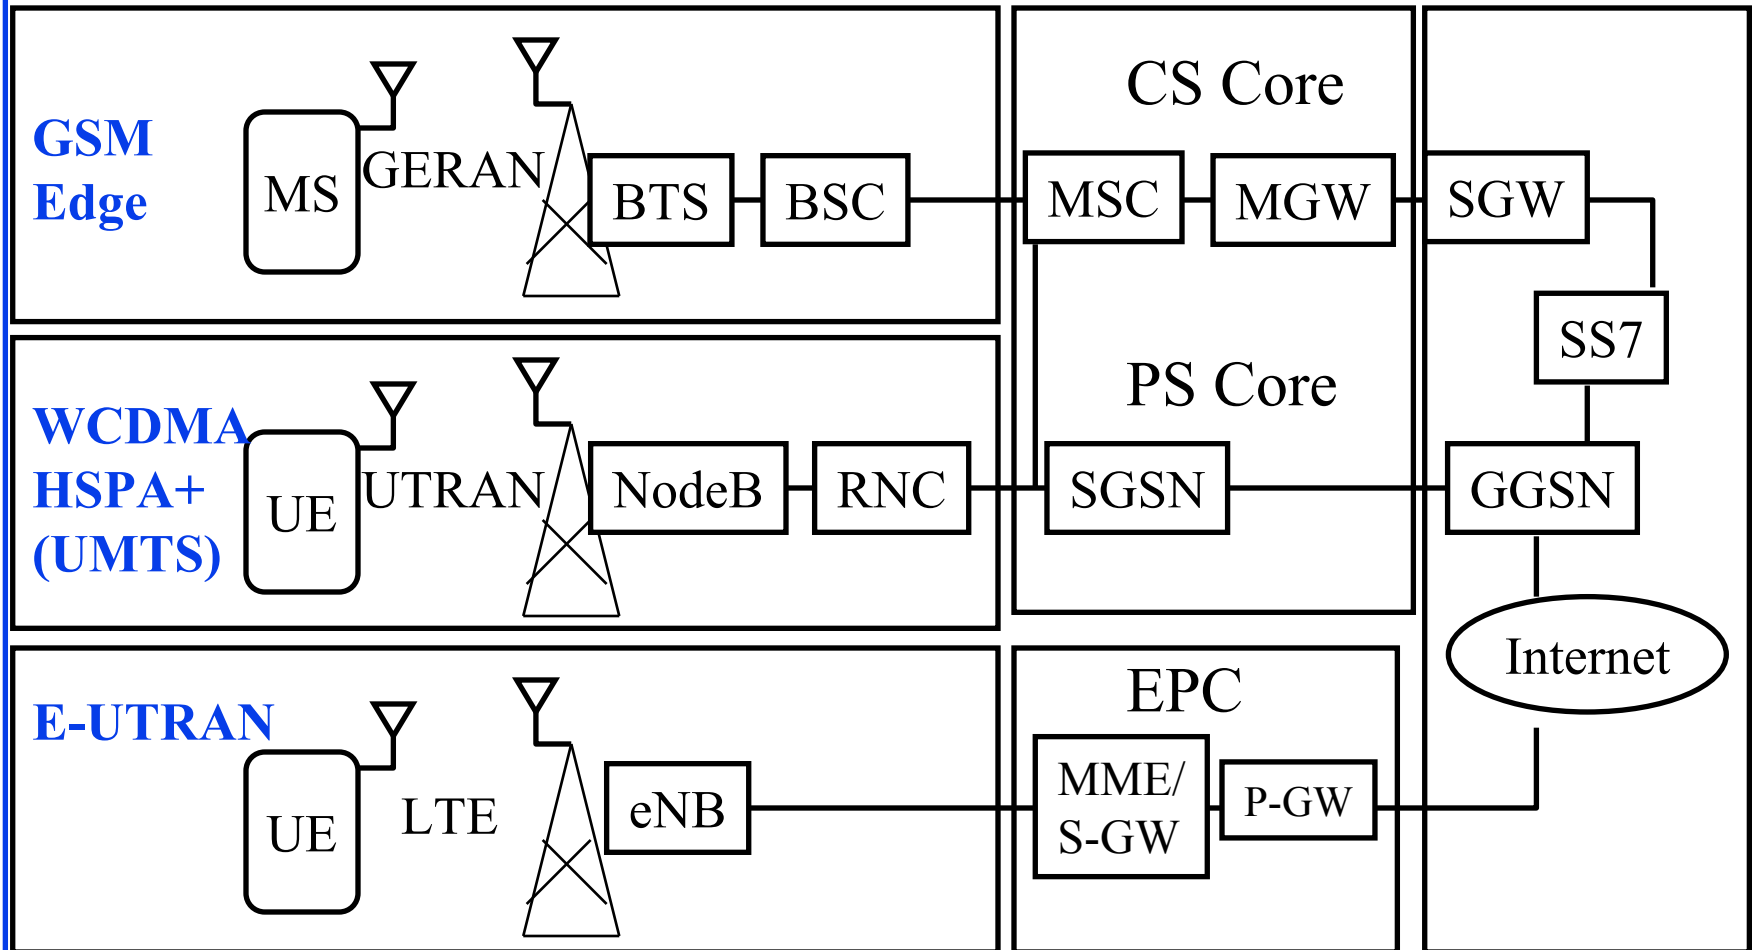 GSM
Edge
MS
GERAN
BTS
BSC
CS Core
MSC
MGW
SGW
SS7
WCDMA
HSPA+
(UMTS)
UE
UTRAN
NodeB
RNC
PS Core
SGSN
GGSN
Internet
E-UTRAN
UE
LTE
eNB
EPC
MME/
S-GW
P-GW